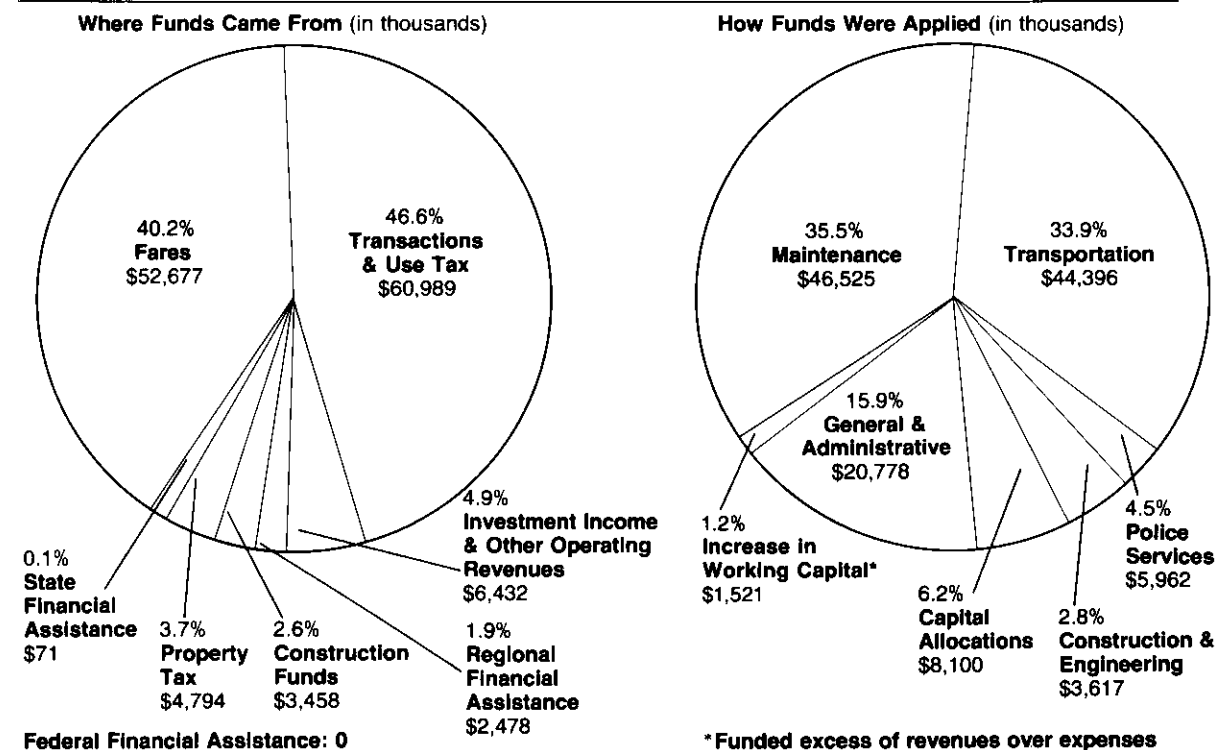 Where Funds Came From (in thousands)
40.2%
Fares
$52,677
46.6%
Transactions
& Use Tax
$60,989
4.9%
Investment Income
& Other Operating
Revenues
$6,432
0.1%
State
Financial
Assistance
$71
3.7%
Property
Tax
$4,794
2.6%
Construction
Funds
$3,458
1.9%
Regional
Financial
Assistance
$2,478
Federal Financial Assistance: 0
How Funds Were Applied (in thousands)
35.5%
Maintenance
$46,525
33.9%
Transportation
$44,396
15.9%
General &
Administrative
$20,778
1.2%
Increase in
Working Capital*
$1,521
6.2%
Capital
Allocations
$8,100
2.8%
Construction &
Engineering
$3,617
4.5%
Police
Services
$5,962
*Funded excess of revenues over expenses